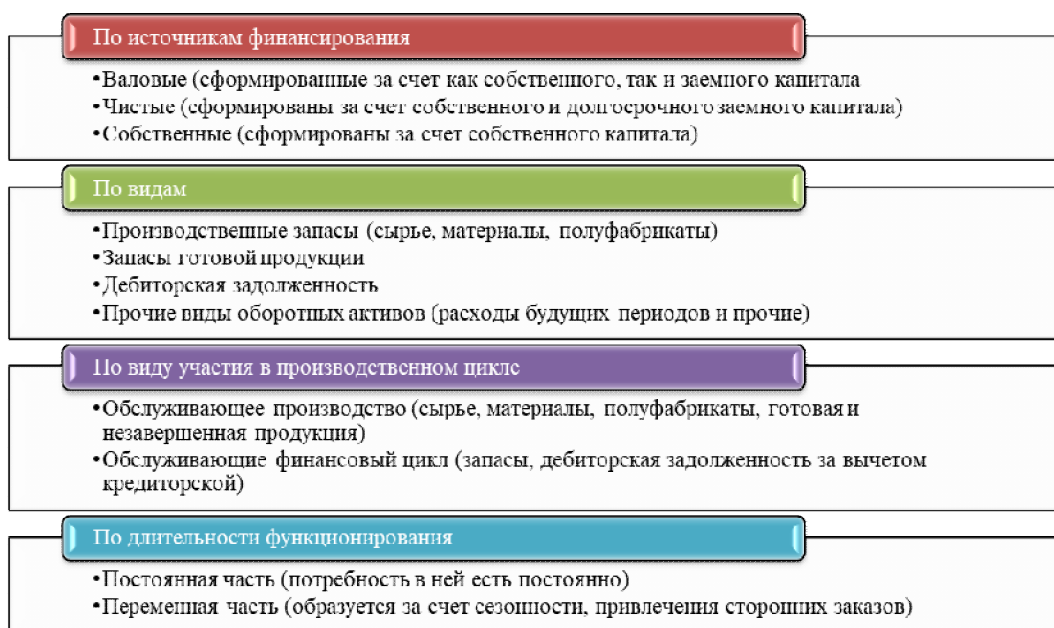 По источникам финансирования
•Валовые (сформированные за счет как собственного, так и заемного капитала
•Чистые (сформированы за счет собственного и долгосрочного заемного капитала)
•Собственные (сформированы за счет собственного капитала)
По видам
•Производственные запасы (сырье, материалы, полуфабрикаты)
•Запасы готовой продукции
•Дебиторская задолженность
•Прочие виды оборотных активов (расходы будущих периодов и прочие)
По виду участия в производственном цикле
•Обслуживающее производство (сырье, материалы, полуфабрикаты, готовая и
незавершенная продукция)
•Обслуживающие финансовый цикл (запасы, дебиторская задолженность за вычетом
кредиторской)
По длительности функционирования
•Постоянная часть (потребность в ней есть постоянно)
•Переменная часть (образуется за счет сезонности, привлечения сторонних заказов)